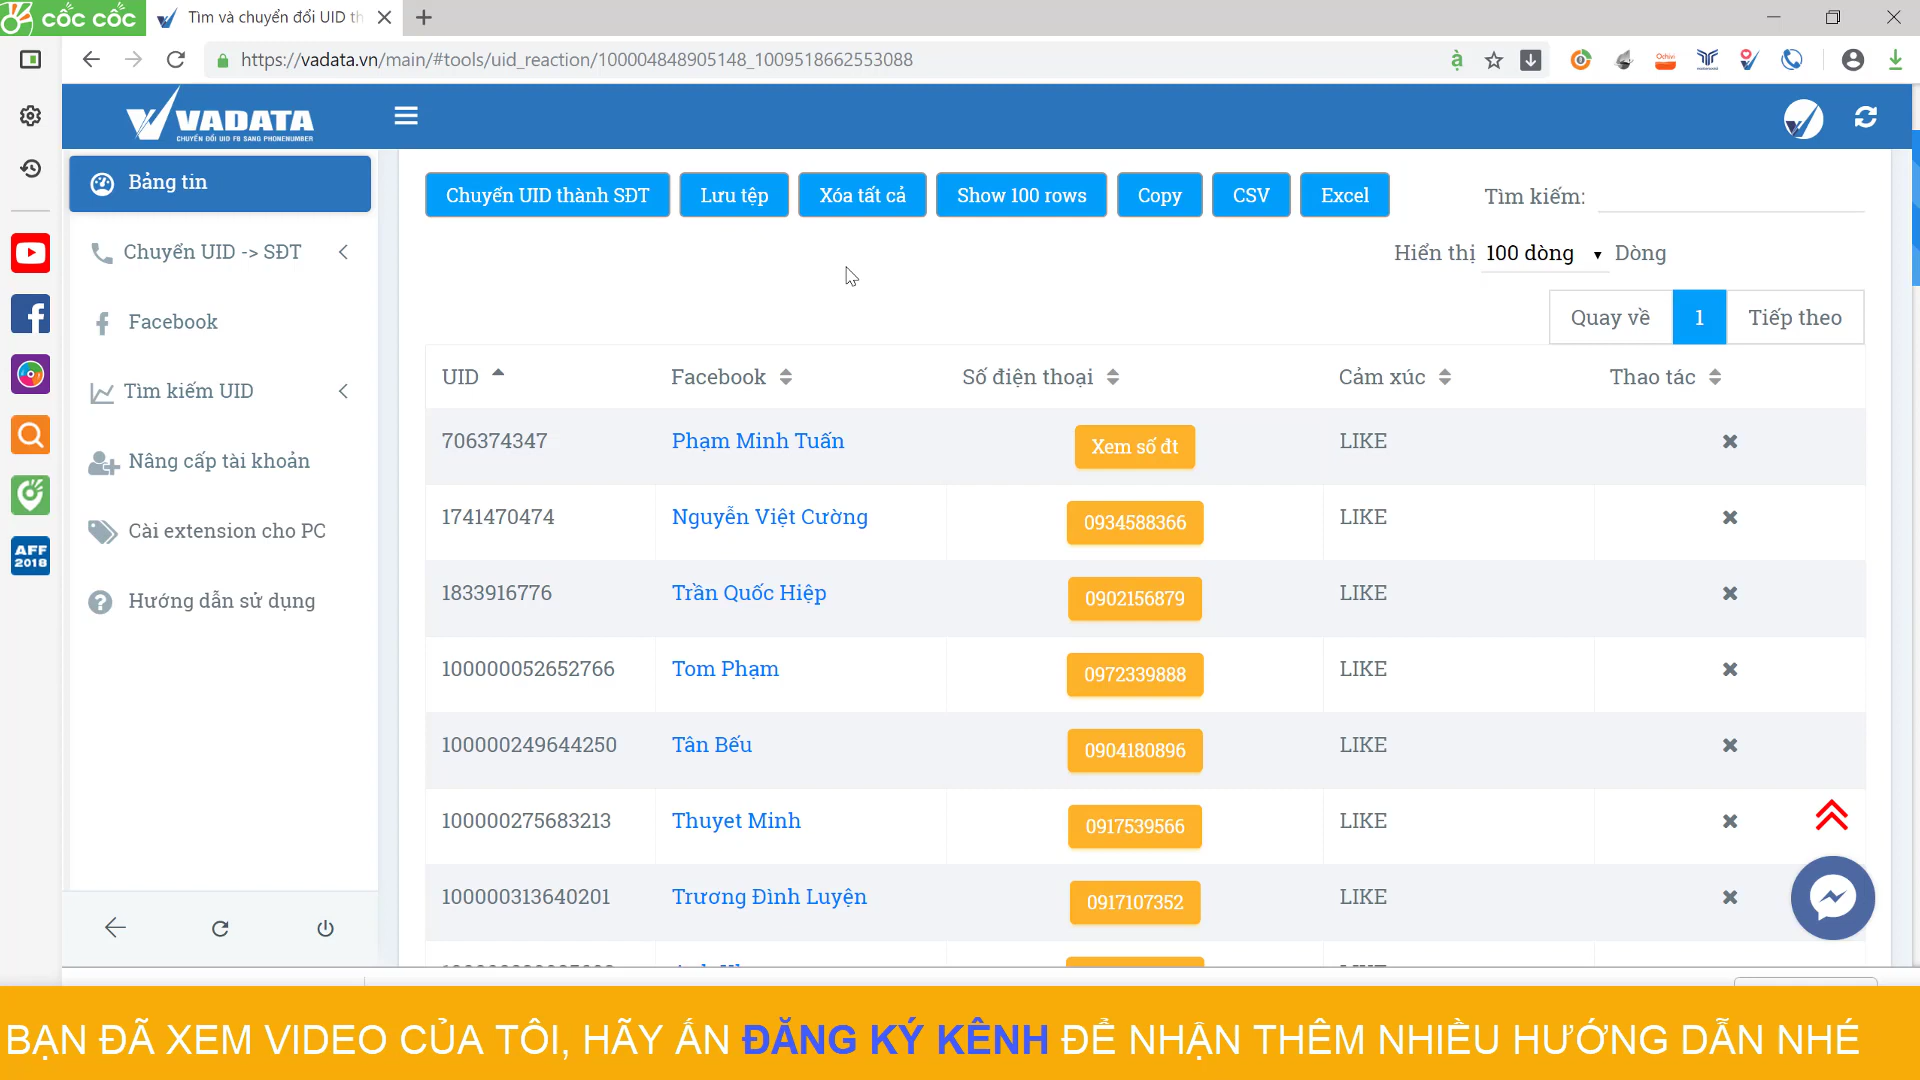 cốc cốc
Tìm và chuyển đổi UID th
https://vadata.vn/main/#tools/uid_reaction/100004848905148_1009518662553088
VADATA
CHUYỂN ĐỔI UID FB SANG PHONENUMBER
Bảng tin
Chuyển UID -> SĐT
Facebook
Tìm kiếm UID
Nâng cấp tài khoản
Cài extension cho PC
Hướng dẫn sử dụng
AFF
2018
Chuyển UID thành SĐT
Lưu tệp
Xóa tất cả
Show 100 rows
Copy
CSV
Excel
Tìm kiếm:
Hiển thị 100 dòng Dòng
Quay về 1 Tiếp theo
UID Facebook Số điện thoại Cảm xúc Thao tác
706374347 Phạm Minh Tuấn Xem số đt LIKE
1741470474 Nguyễn Việt Cường 0934588366 LIKE
1833916776 Trần Quốc Hiệp 0902156879 LIKE
100000052652766 Tom Phạm 0972339888 LIKE
100000249644250 Tân Bếu 0904180896 LIKE
100000275683213 Thuyet Minh 0917539566 LIKE
100000313640201 Trương Đình Luyện 0917107352 LIKE
BẠN ĐÃ XEM VIDEO CỦA TÔI, HÃY ẤN ĐĂNG KÝ KÊNH ĐỂ NHẬN THÊM NHIỀU HƯỚNG DẪN NHÉ